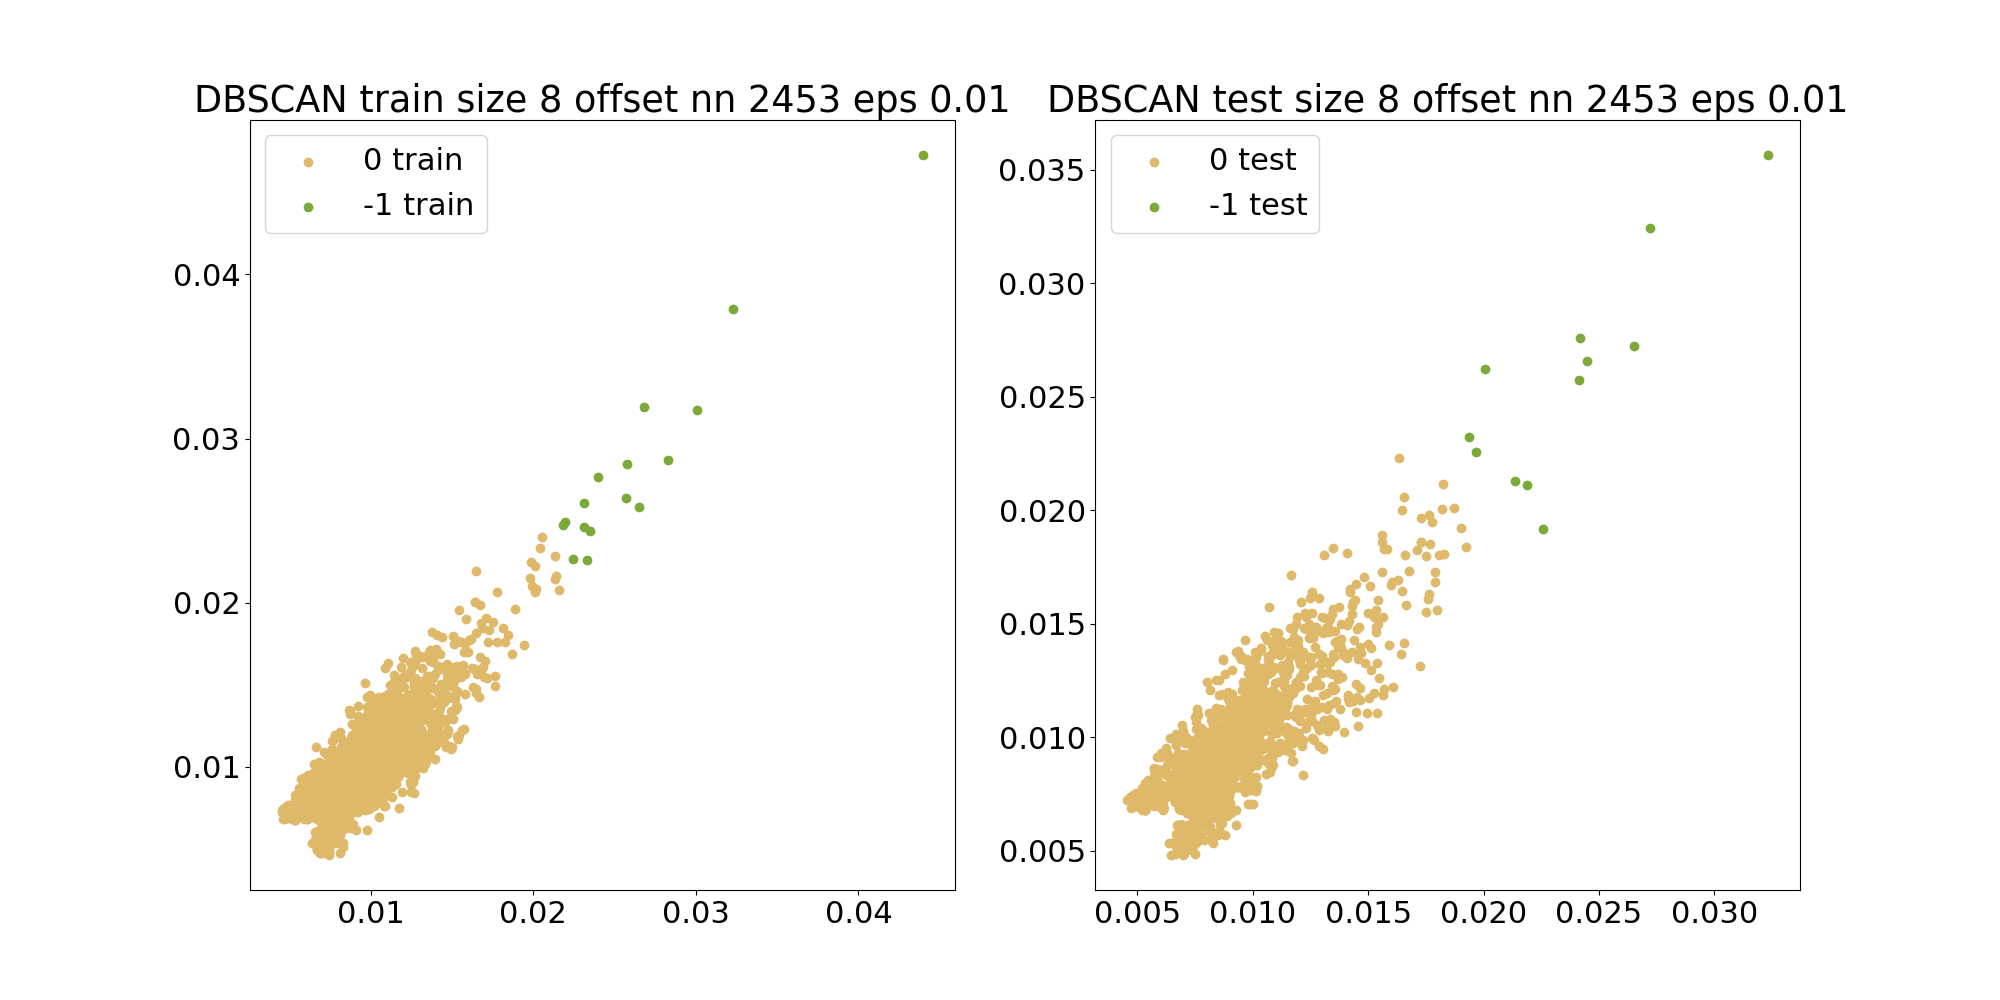 DBSCAN train size 8 offset nn 2453 eps 0.01
0 train
-1 train
0.04
0.03
0.02
0.01
0.01 0.02 0.03 0.04
DBSCAN test size 8 offset nn 2453 eps 0.01
0 test
-1 test
0.035
0.030
0.025
0.020
0.015
0.010
0.005
0.005 0.010 0.015 0.020 0.025 0.030